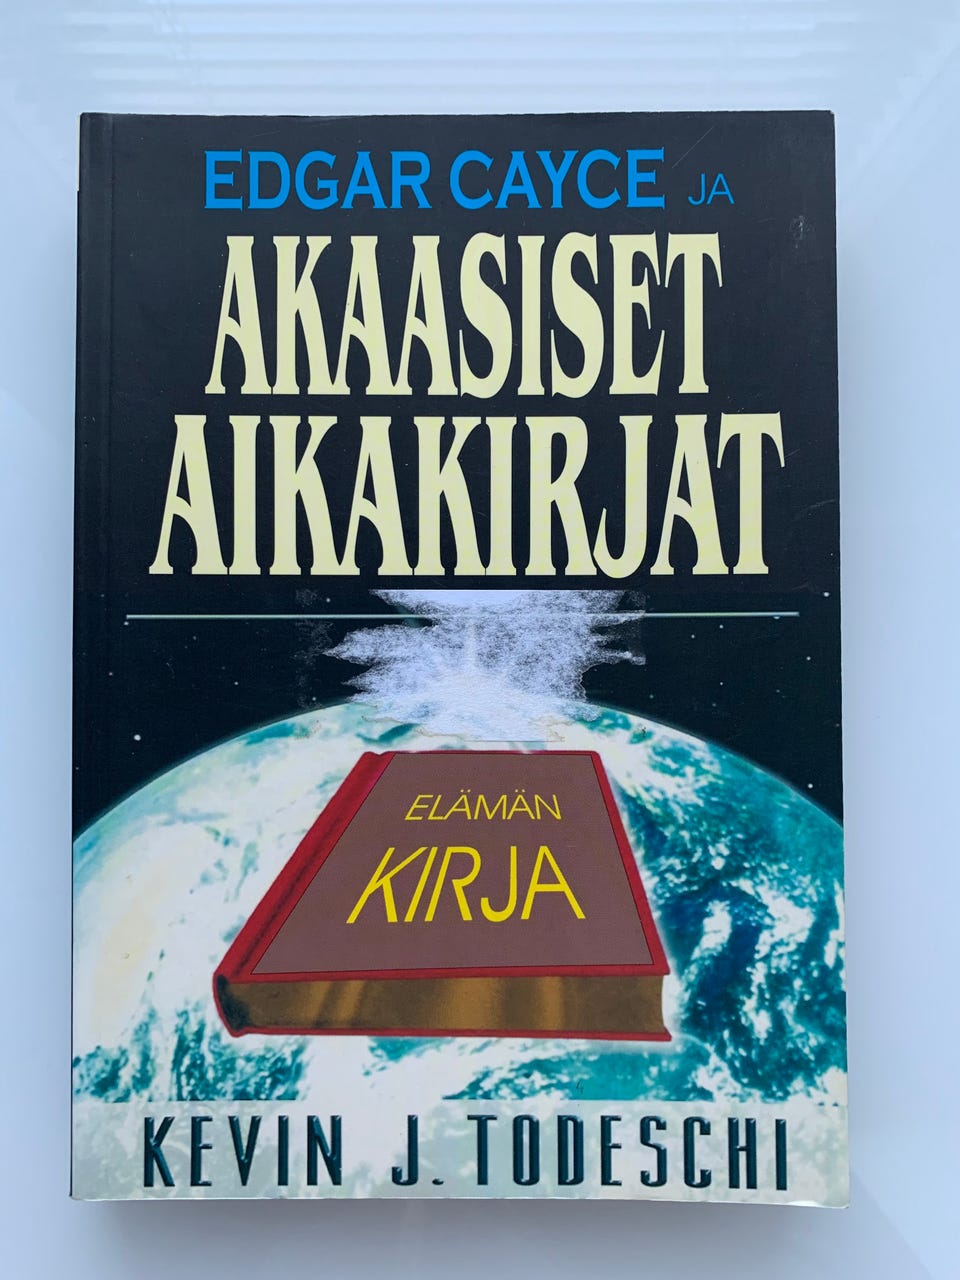 EDGAR CAYCE JA
AKAASISET
AIKAKIRJAT
ELÄMÄN
KIRJA
KEVIN J. TODESCHI